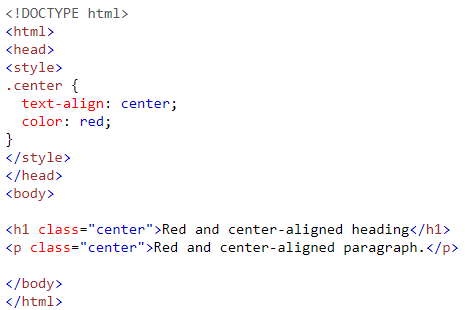 <!DOCTYPE html>
<html>
<head>
<style>
.center {
  text-align: center;
  color: red;
}
</style>
</head>
<body>

<h1 class="center">Red and center-aligned heading</h1>
<p class="center">Red and center-aligned paragraph.</p>

</body>
</html>